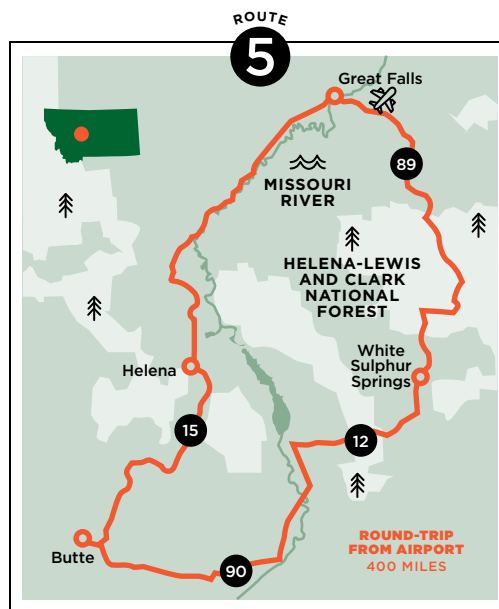 ROUTE
5
Great Falls
89
MISSOURI
RIVER
HELENA-LEWIS
AND CLARK
NATIONAL
FOREST
White
Sulphur
Springs
Helena
15
12
Butte
90
ROUND-TRIP
FROM AIRPORT
400 MILES